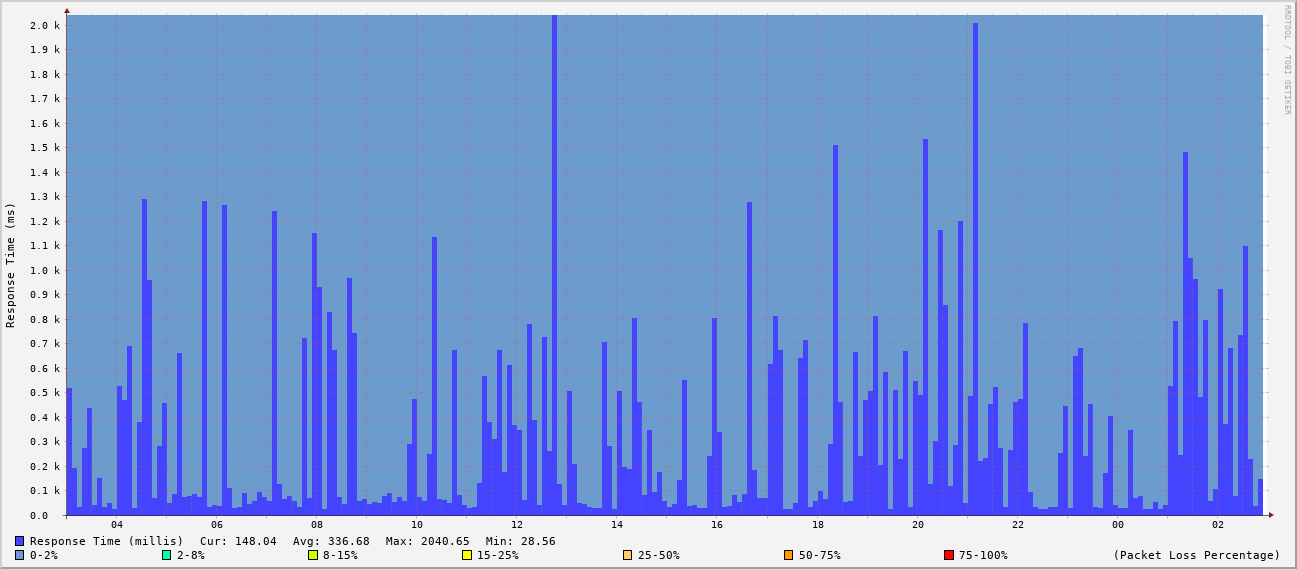 RRDTOOL / TOBI OETIKER
Response Time (ms)
2.0 k
1.9 k
1.8 k
1.7 k
1.6 k
1.5 k
1.4 k
1.3 k
1.2 k
1.1 k
1.0 k
0.9 k
0.8 k
0.7 k
0.6 k
0.5 k
0.4 k
0.3 k
0.2 k
0.1 k
0.0
04 06 08 10 12 14 16 18 20 22 00 02
Response Time (millis) Cur: 148.04 Avg: 336.68 Max: 2040.65 Min: 28.56
0-2% 2-8% 8-15% 15-25% 25-50% 50-75% 75-100% (Packet Loss Percentage)